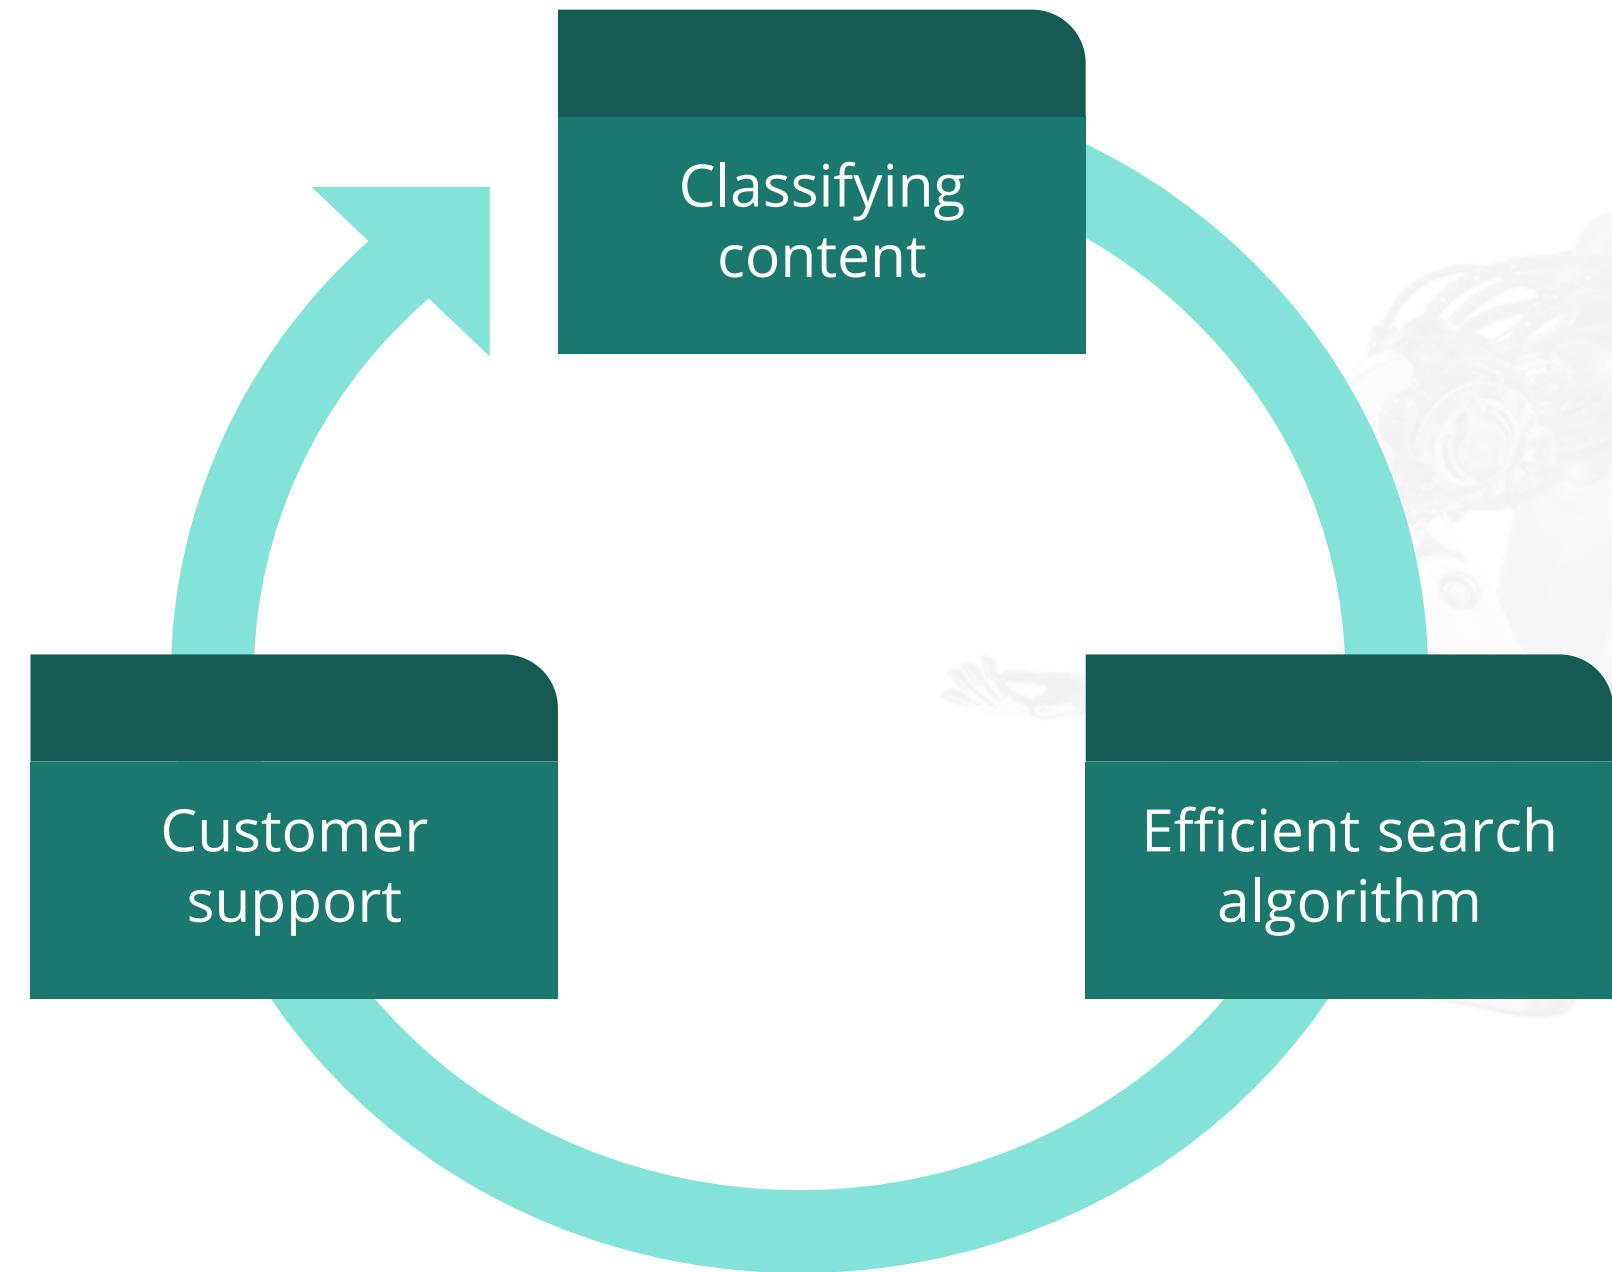 Classifying
content
Customer
support
Efficient search
algorithm